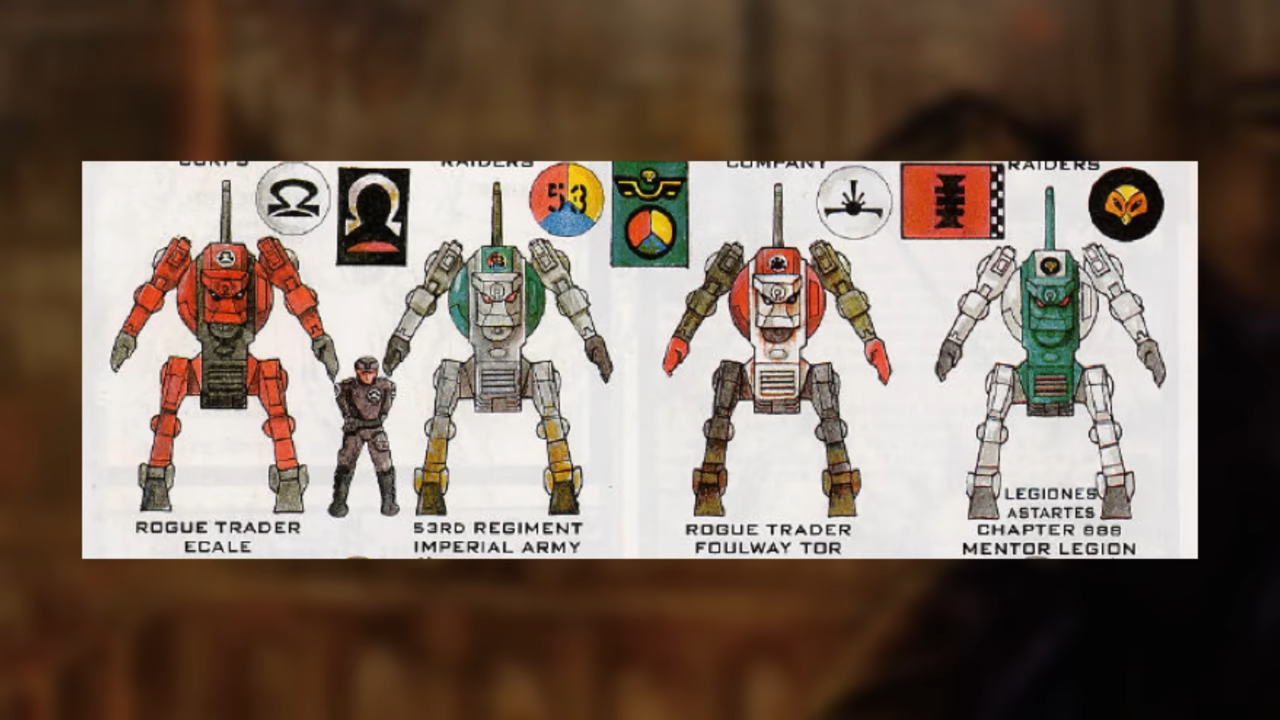 CORPS
RAIDERS
COMPANY
RAIDERS
53
ROGUE TRADER
ECALE
53RD REGIMENT
IMPERIAL ARMY
ROGUE TRADER
FOULWAY TOR
LEGIONES
ASTARTES
CHAPTER 888
MENTOR LEGION